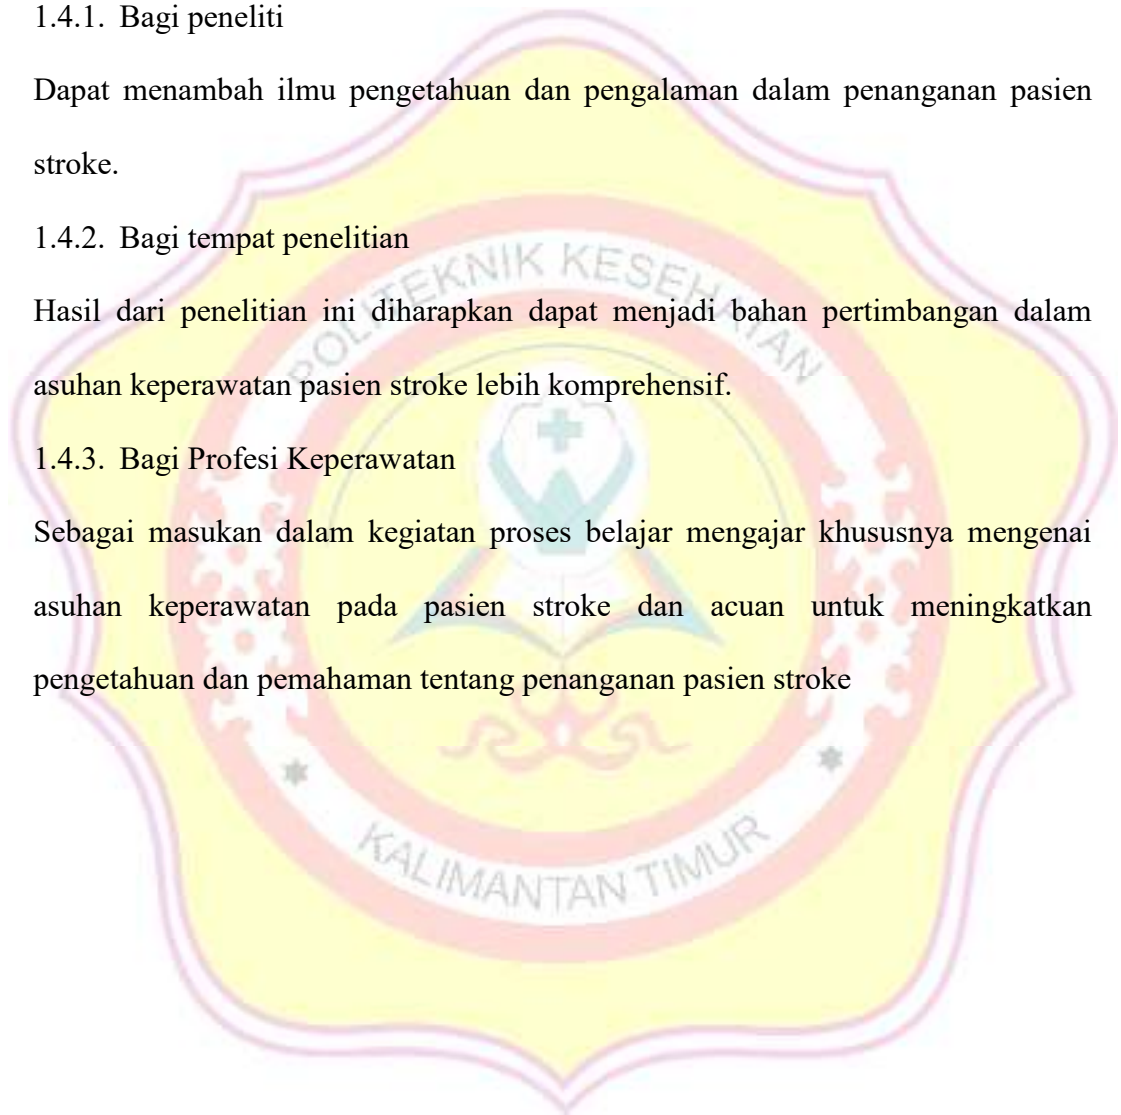 1.4.1. Bagi peneliti
Dapat menambah ilmu pengetahuan dan pengalaman dalam penanganan pasien
stroke.
1.4.2. Bagi tempat penelitian
POLITEKNIK KESEHATAN
Hasil dari penelitian ini diharapkan dapat menjadi bahan pertimbangan dalam
asuhan keperawatan pasien stroke lebih komprehensif.
1.4.3. Bagi Profesi Keperawatan
Sebagai masukan dalam kegiatan proses belajar mengajar khususnya mengenai
asuhan keperawatan pada pasien stroke dan acuan untuk meningkatkan
pengetahuan dan pemahaman tentang penanganan pasien stroke
KALIMANTAN TIMUR